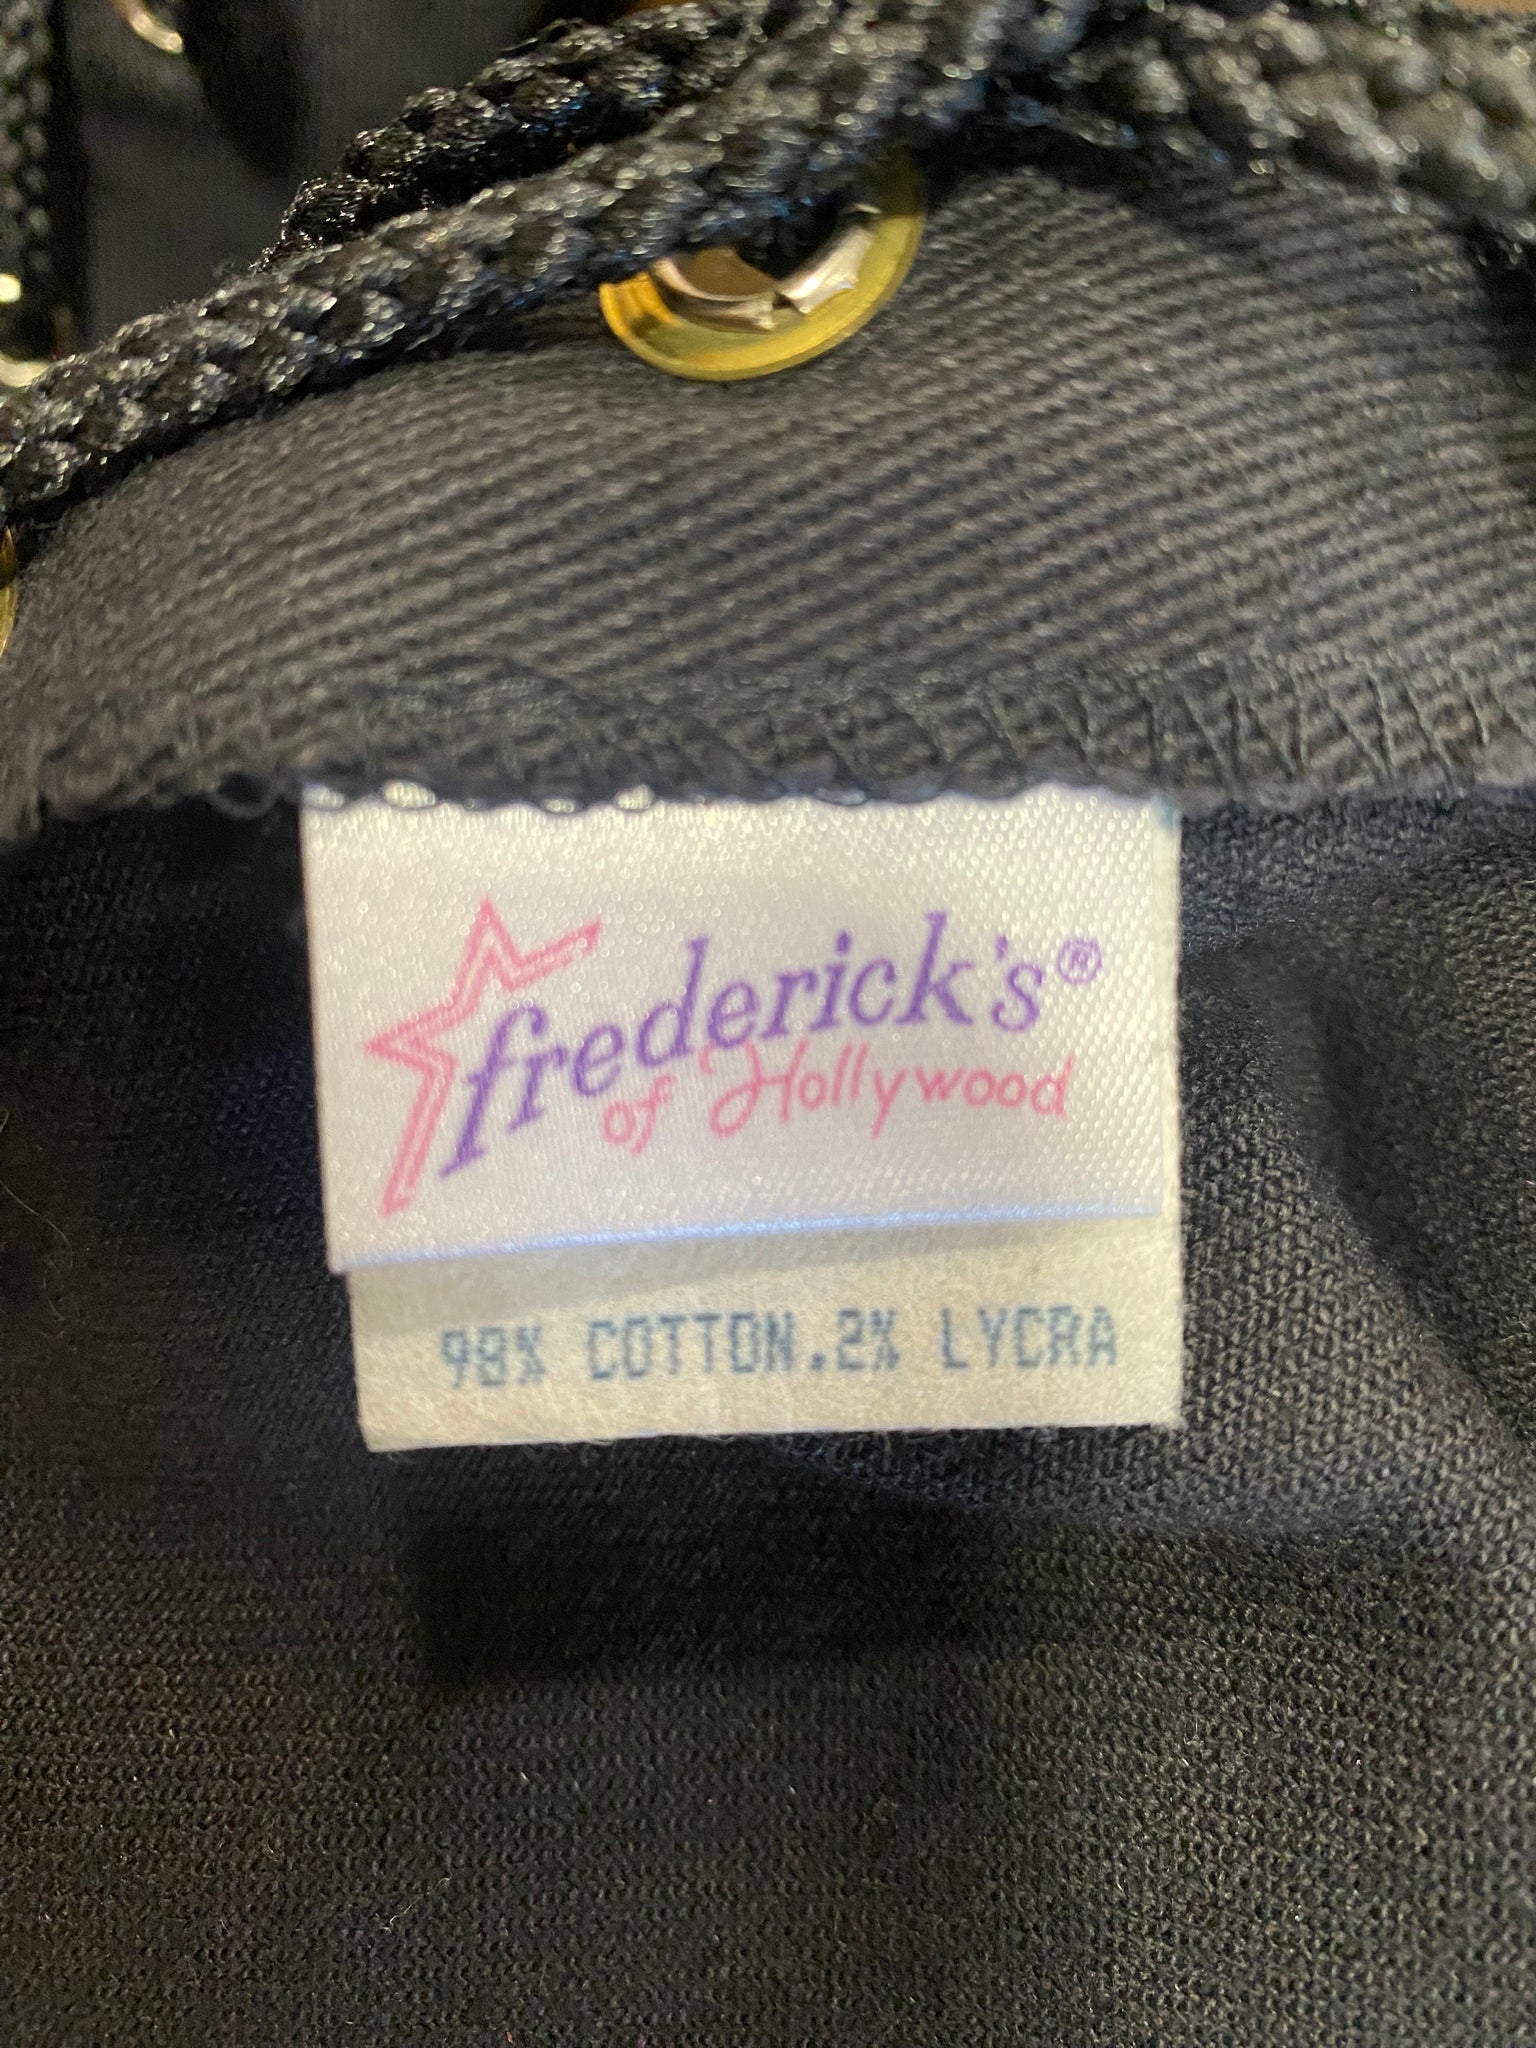 frederick's®
of Hollywood
98% COTTON.2% LYCRA